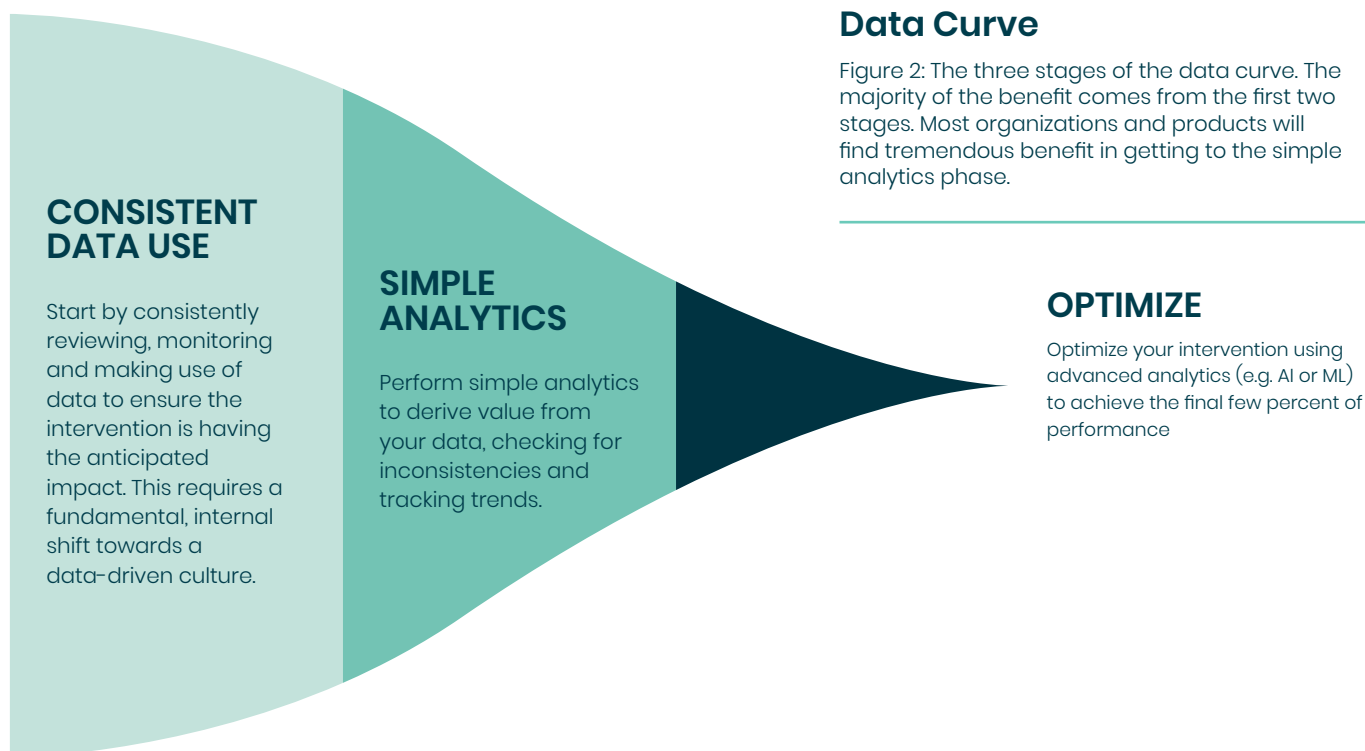 Data Curve
Figure 2: The three stages of the data curve. The
majority of the benefit comes from the first two
stages. Most organizations and products will
find tremendous benefit in getting to the simple
analytics phase.
CONSISTENT
DATA USE
Start by consistently
reviewing, monitoring
and making use of
data to ensure the
intervention is having
the anticipated
impact. This requires a
fundamental, internal
shift towards a
data-driven culture.
SIMPLE
ANALYTICS
Perform simple analytics
to derive value from
your data, checking for
inconsistencies and
tracking trends.
OPTIMIZE
Optimize your intervention using
advanced analytics (e.g. AI or ML)
to achieve the final few percent of
performance